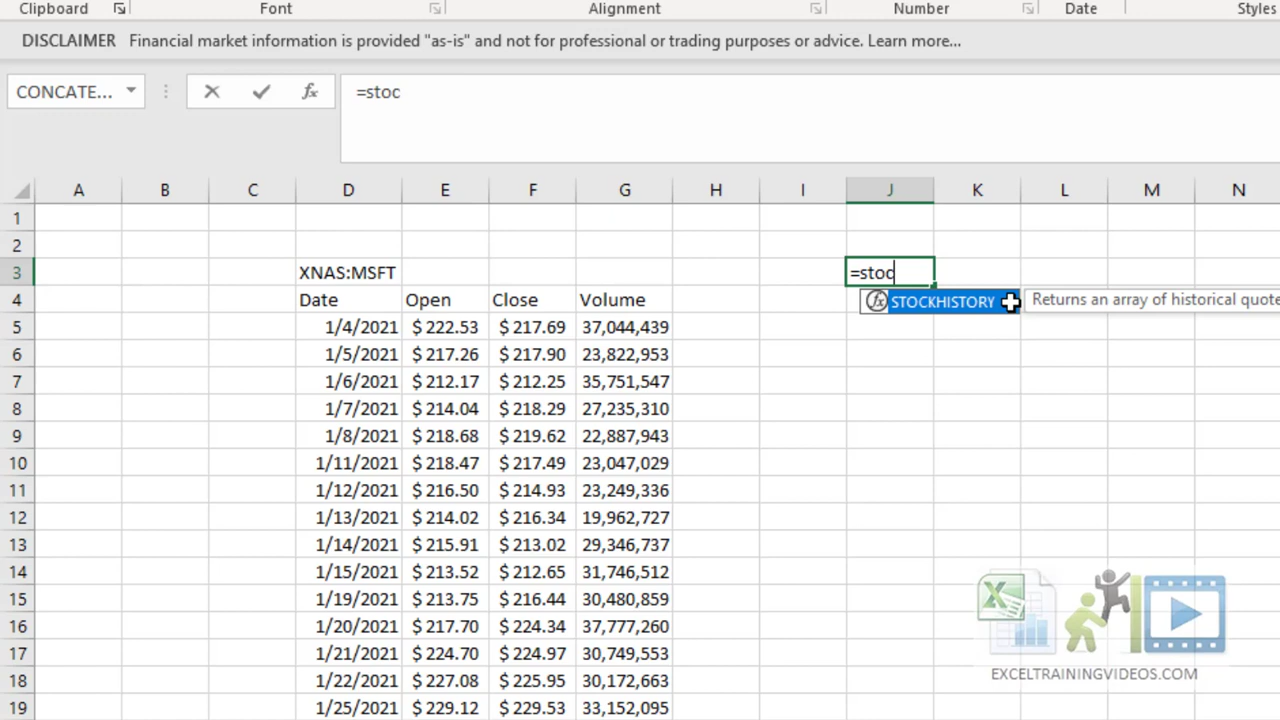 Clipboard Font Alignment Number Date Styles
DISCLAIMER Financial market information is provided "as-is" and not for professional or trading purposes or advice. Learn more...
CONCATE... fx =stoc
A B C D E F G H I J K L M N
1
2
3 XNAS:MSFT =stoc
4 Date Open Close Volume fx STOCKHISTORY Returns an array of historical quote
5 1/4/2021 $ 222.53 $ 217.69 37,044,439
6 1/5/2021 $ 217.26 $ 217.90 23,822,953
7 1/6/2021 $ 212.17 $ 212.25 35,751,547
8 1/7/2021 $ 214.04 $ 218.29 27,235,310
9 1/8/2021 $ 218.68 $ 219.62 22,887,943
10 1/11/2021 $ 218.47 $ 217.49 23,047,029
11 1/12/2021 $ 216.50 $ 214.93 23,249,336
12 1/13/2021 $ 214.02 $ 216.34 19,962,727
13 1/14/2021 $ 215.91 $ 213.02 29,346,737
14 1/15/2021 $ 213.52 $ 212.65 31,746,512
15 1/19/2021 $ 213.75 $ 216.44 30,480,859
16 1/20/2021 $ 217.70 $ 224.34 37,777,260
17 1/21/2021 $ 224.70 $ 224.97 30,749,553
18 1/22/2021 $ 227.08 $ 225.95 30,172,663
19 1/25/2021 $ 229.12 $ 229.53 33,152,095
X
EXCELTRAININGVIDEOS.COM